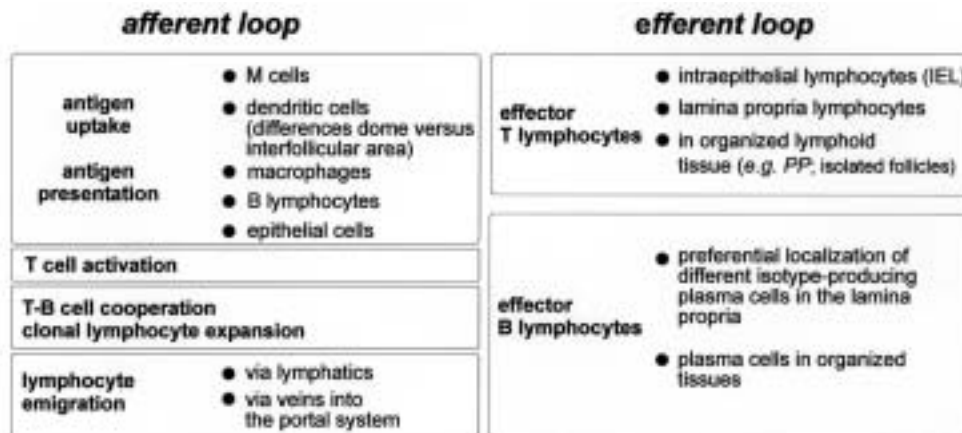 afferent loop
antigen
uptake
antigen
presentation
● M cells
● dendritic cells
(differences dome versus
interfollicular area)
● macrophages
● B lymphocytes
● epithelial cells
T cell activation
T-B cell cooperation
clonal lymphocyte expansion
lymphocyte
emigration
● via lymphatics
● via veins into
the portal system
efferent loop
effector
T lymphocytes
● intraepithelial lymphocytes (IEL)
● lamina propria lymphocytes
● in organized lymphoid
tissue (e.g. PP; isolated follicles)
effector
B lymphocytes
● preferential localization of
different isotype-producing
plasma cells in the lamina
propria
● plasma cells in organized
tissues